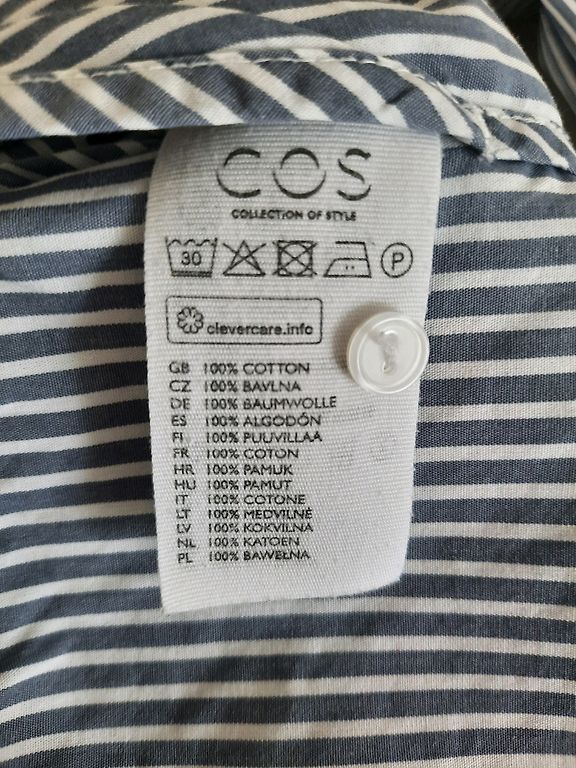 COS
COLLECTION OF STYLE
30 P
clevercare.info
GB 100% COTTON
CZ 100% BAVLNA
DE 100% BAUMWOLLE
ES 100% ALGODÓN
FI 100% PUUVILLAA
FR 100% COTON
HR 100% PAMUK
HU 100% PAMUT
IT 100% COTONE
LT 100% MEDVILNĖ
LV 100% KOKVILNA
NL 100% KATOEN
PL 100% BAWEŁNA